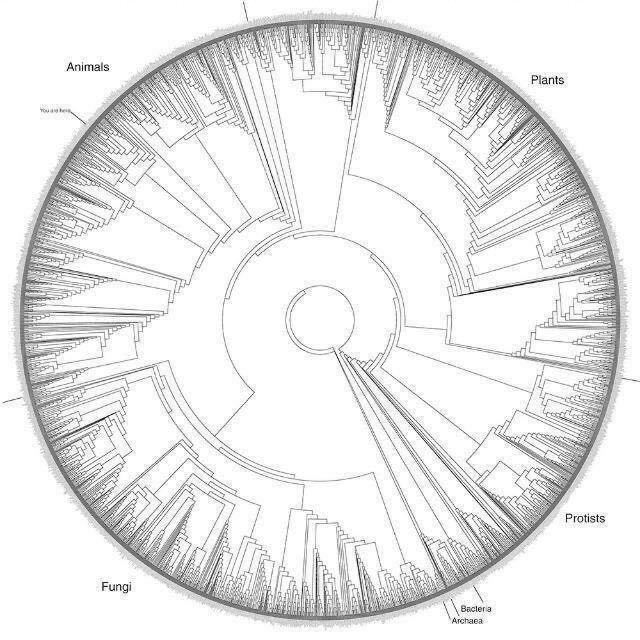 Animals
Plants
You are here
Protists
Fungi
Bacteria
Archaea